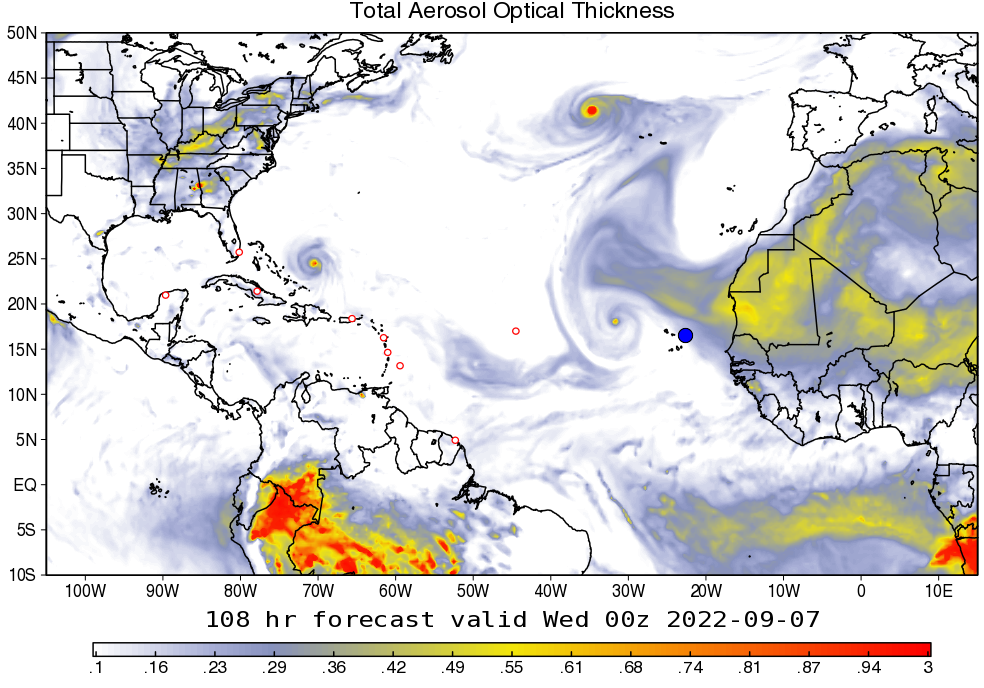 Total Aerosol Optical Thickness
50N
45N
40N
35N
30N
25N
20N
15N
10N
5N
EQ
5S
10S
100W 90W 80W 70W 60W 50W 40W 30W 20W 10W 0 10E
108 hr forecast valid Wed 00z 2022-09-07
.1 .16 .23 .29 .36 .42 .49 .55 .61 .68 .74 .81 .87 .94 3